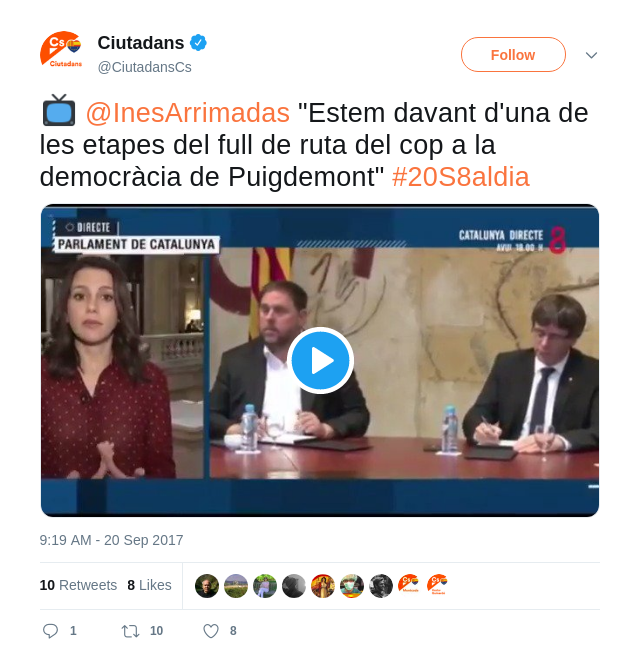 Cs
Ciutadans
Ciutadans
@CiutadansCs
Follow
@InesArrimadas "Estem davant d'una de
les etapes del full de ruta del cop a la
democràcia de Puigdemont" #20S8aldia
DIRECTE
PARLAMENT DE CATALUNYA
CATALUNYA DIRECTE
AVUI 18.00 H
8
9:19 AM - 20 Sep 2017
10 Retweets 8 Likes
Cs
Cs
1 10 8